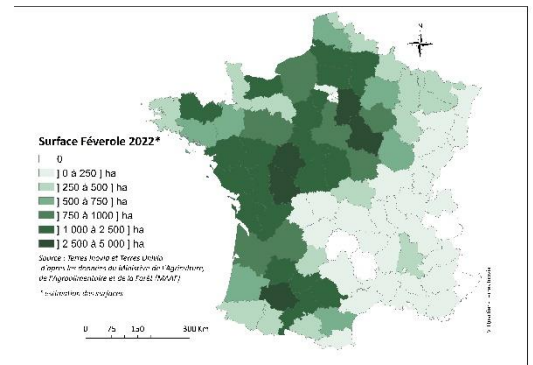 Surface Féverole 2022*
0
] 0 à 250 ] ha
] 250 à 500 ] ha
] 500 à 750 ] ha
] 750 à 1000 ] ha
] 1 000 à 2 500 ] ha
] 2 500 à 5 000 ] ha
Source : Terres Inovia et Terres Univia
d'après les données du Ministère de l'Agriculture,
de l'Agroalimentaire et de la Forêt (MAAF)
* estimation des surfaces
0 75 150 300 Km